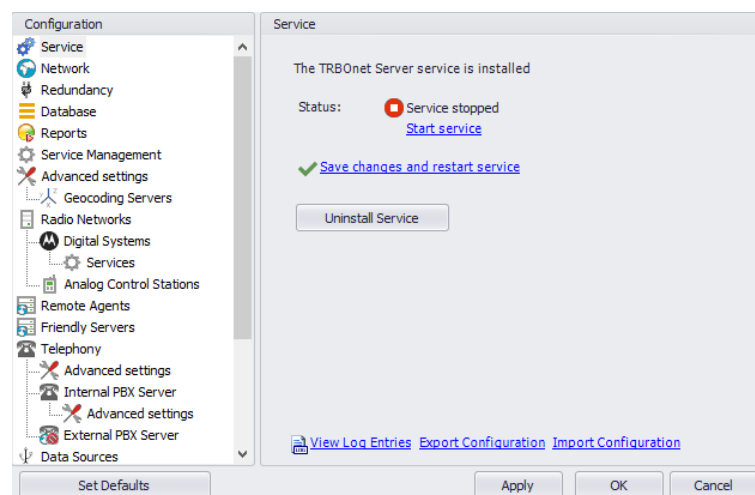 Configuration
Service
Network
Redundancy
Database
Reports
Service Management
Advanced settings
Geocoding Servers
Radio Networks
Digital Systems
Services
Analog Control Stations
Remote Agents
Friendly Servers
Telephony
Advanced settings
Internal PBX Server
Advanced settings
External PBX Server
Data Sources
Set Defaults
Service
The TRBOnet Server service is installed
Status: Service stopped
Start service
Save changes and restart service
Uninstall Service
View Log Entries Export Configuration Import Configuration
Apply OK Cancel